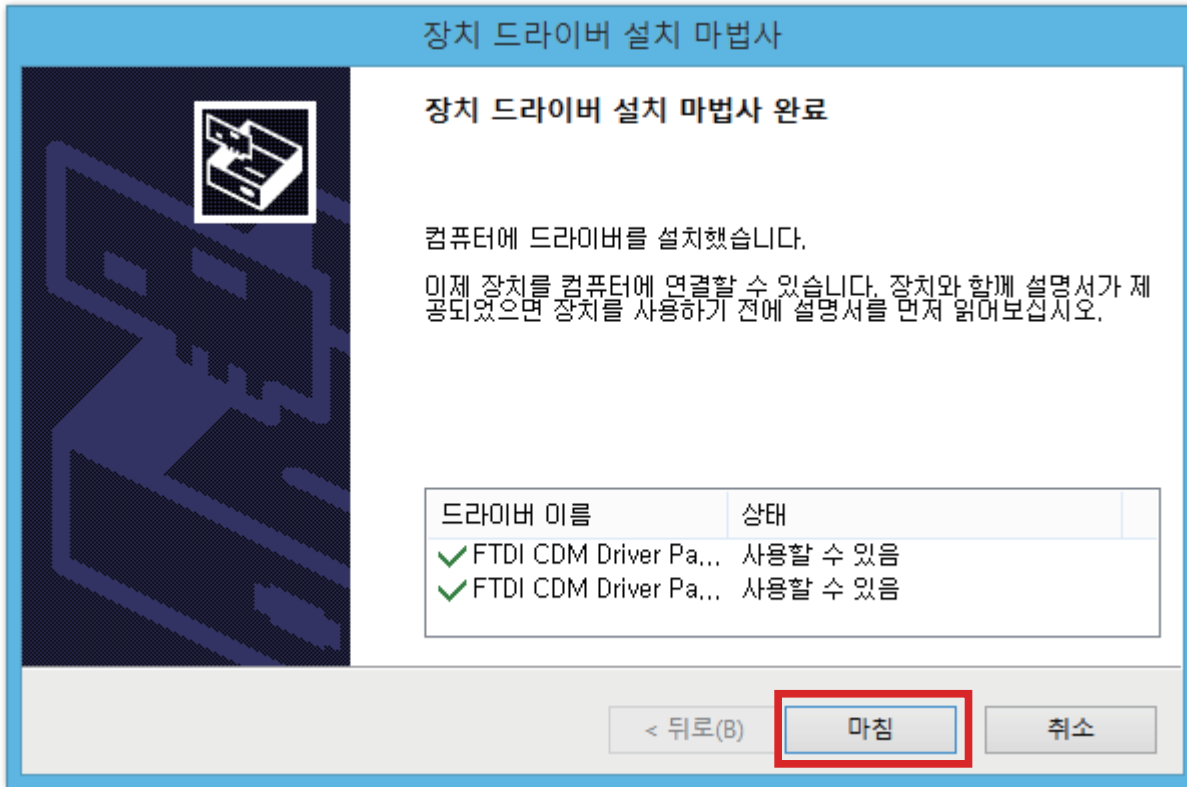 장치 드라이버 설치 마법사
장치 드라이버 설치 마법사 완료
컴퓨터에 드라이버를 설치했습니다.
이제 장치를 컴퓨터에 연결할 수 있습니다. 장치와 함께 설명서가 제
공되었으면 장치를 사용하기 전에 설명서를 먼저 읽어보십시오.
드라이버 이름 상태
FTDI CDM Driver Pa... 사용할 수 있음
FTDI CDM Driver Pa... 사용할 수 있음
< 뒤로(B) 마침 취소